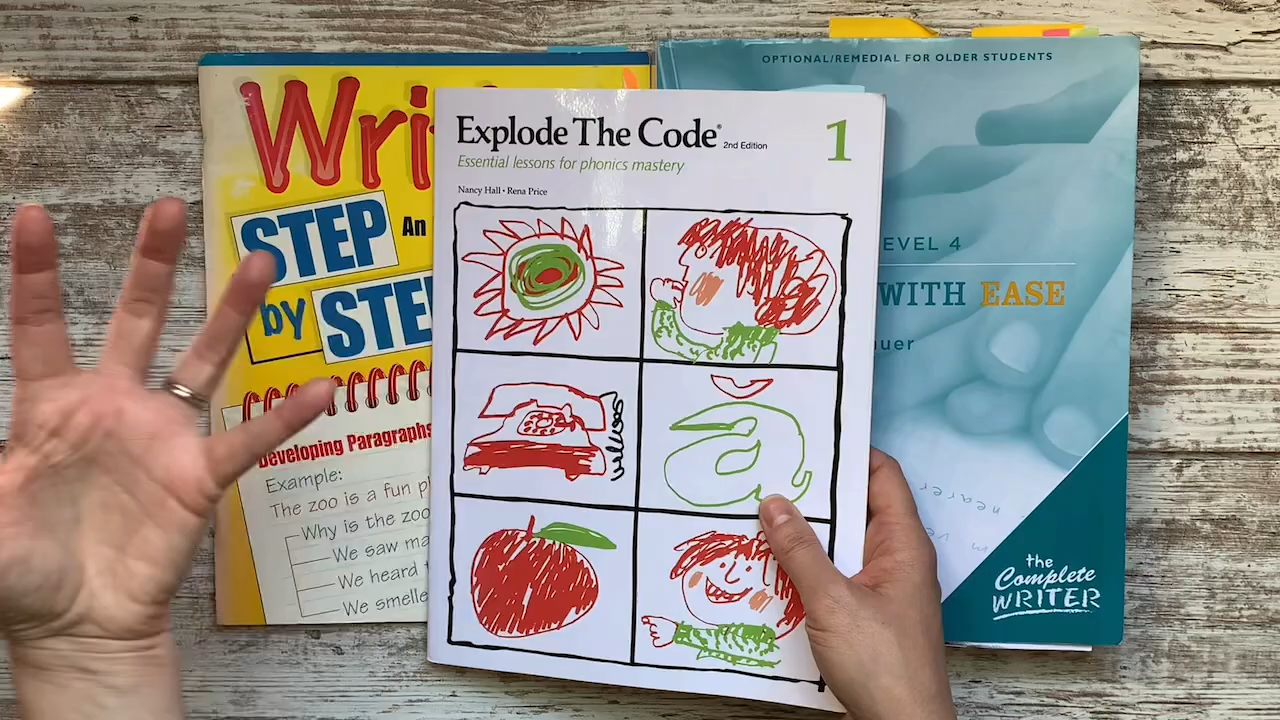 Wri
STEP
An
by STE
Developing Paragraphs
Example:
The zoo is a fun p
Why is the zoo
We saw ma
We heard
We smelle
Explode The Code® 2nd Edition
1
Essential lessons for phonics mastery
Nancy Hall • Rena Price
a
OPTIONAL/REMEDIAL FOR OLDER STUDENTS
EVEL 4
WITH EASE
uer
nearer
the
Complete
WRITER